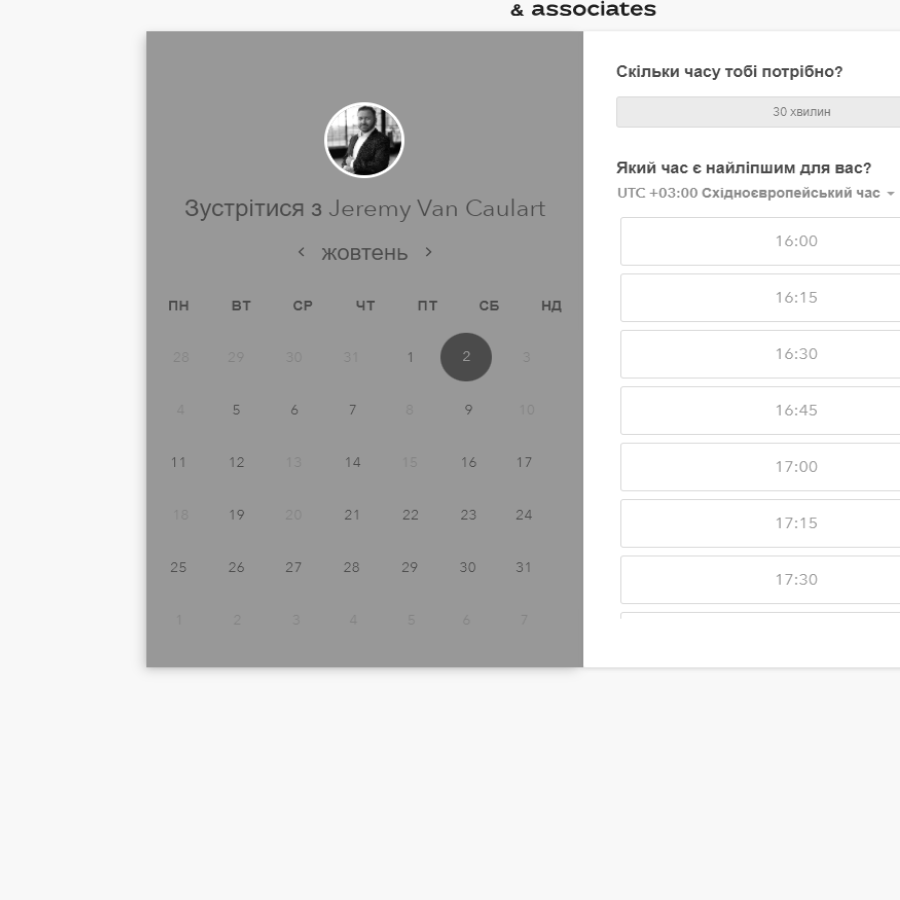 & associates
Зустрітися з Jeremy Van Caulart
жовтень
ПН ВТ СР ЧТ ПТ СБ НД
28 29 30 31 1 2 3
4 5 6 7 8 9 10
11 12 13 14 15 16 17
18 19 20 21 22 23 24
25 26 27 28 29 30 31
1 2 3 4 5 6 7
Скільки часу тобі потрібно?
30 хвилин
Який час є найліпшим для вас?
UTC +03:00 Східноєвропейський час
16:00
16:15
16:30
16:45
17:00
17:15
17:30